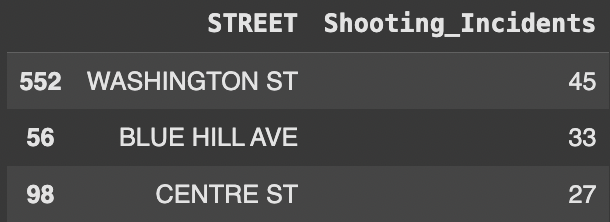 STREET Shooting_Incidents
552 WASHINGTON ST 45
56 BLUE HILL AVE 33
98 CENTRE ST 27